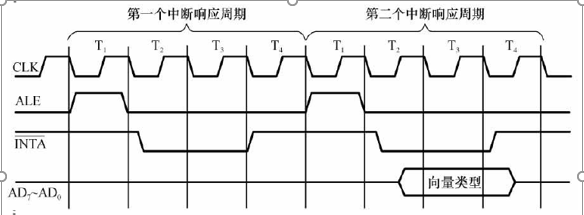 第一个中断响应周期 第二个中断响应周期
T1 T2 T3 T4 T1 T2 T3 T4
CLK
ALE
INTA
AD7~AD0 向量类型